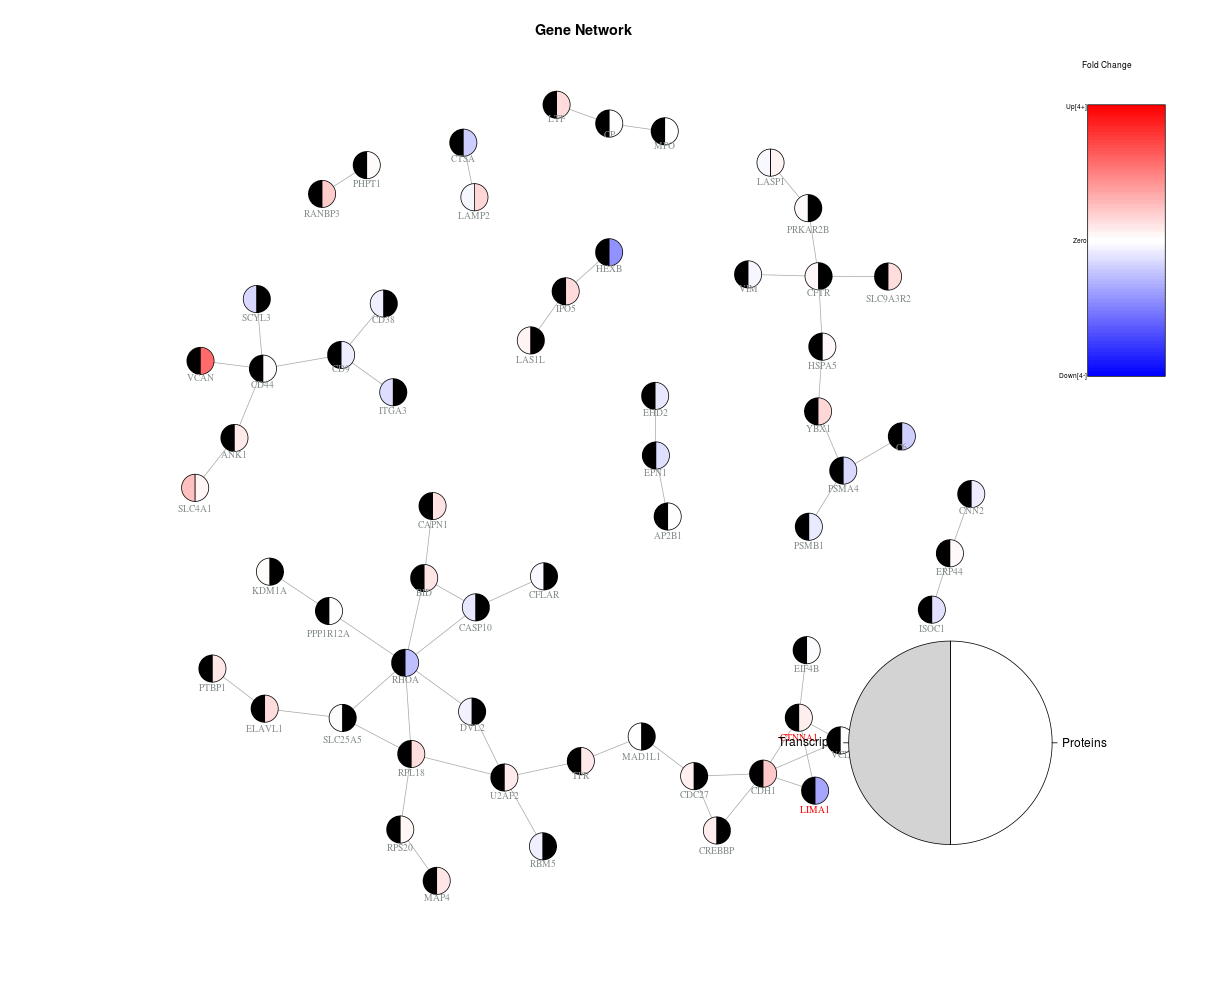 Gene Network
Fold Change
Up[4+]
Zero
Down[4-]
LTF
CP
MPO
CTSA
LAMP2
PHPT1
RANBP3
LASP1
PRKAR2B
VIM
CFTR
SLC9A3R2
HEXB
IPO5
LAS1L
SCYL3
CD38
VCAN
CD44
CD9
ITGA3
ANK1
SLC4A1
HSPA5
YBX1
PSMA4
PSMB1
EHD2
EPN1
AP2B1
CNN2
ERP44
ISOC1
CAPN1
BID
CASP10
CFLAR
KDM1A
PPP1R12A
RHOA
PTBP1
ELAVL1
SLC25A5
DVL2
RPL18
U2AF2
TPR
MAD1L1
CDC27
CDH1
CREBBP
EIF4B
CTNNA1
LIMA1
RPS20
MAP4
RBM5
Transcrip
Proteins